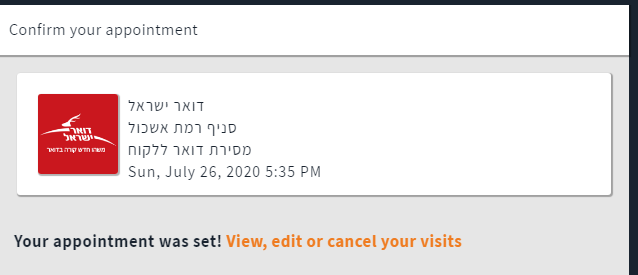 Confirm your appointment
דואר
ישראל
משהו חדש קורה בדואר
דואר ישראל
סניף רמת אשכול
מסירת דואר ללקוח
Sun, July 26, 2020 5:35 PM
Your appointment was set! View, edit or cancel your visits